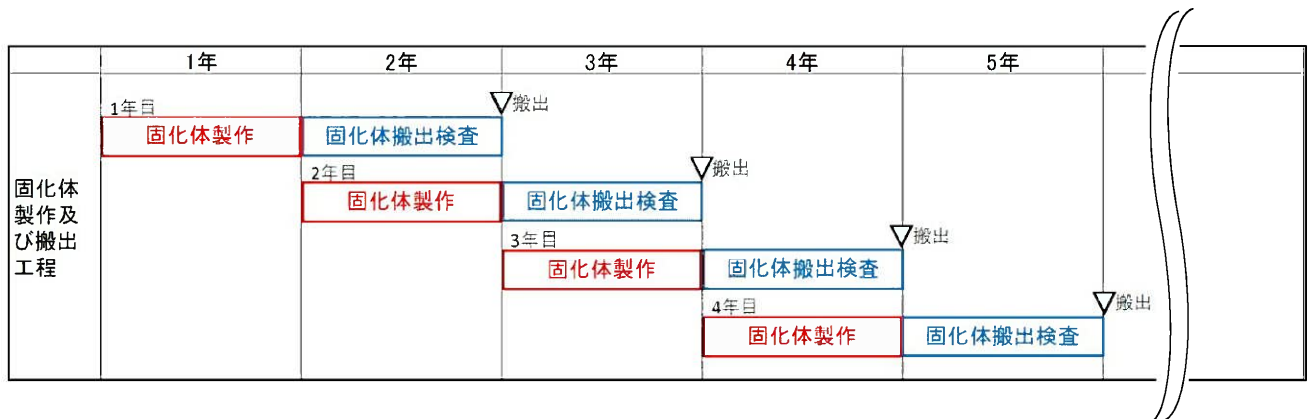 1年 2年 3年 4年 5年
1年目
▽搬出
固化体製作 固化体搬出検査
2年目
▽搬出
固化体製作 固化体搬出検査
固化体
製作及
び搬出
工程
3年目
▽搬出
固化体製作 固化体搬出検査
4年目
▽搬出
固化体製作 固化体搬出検査